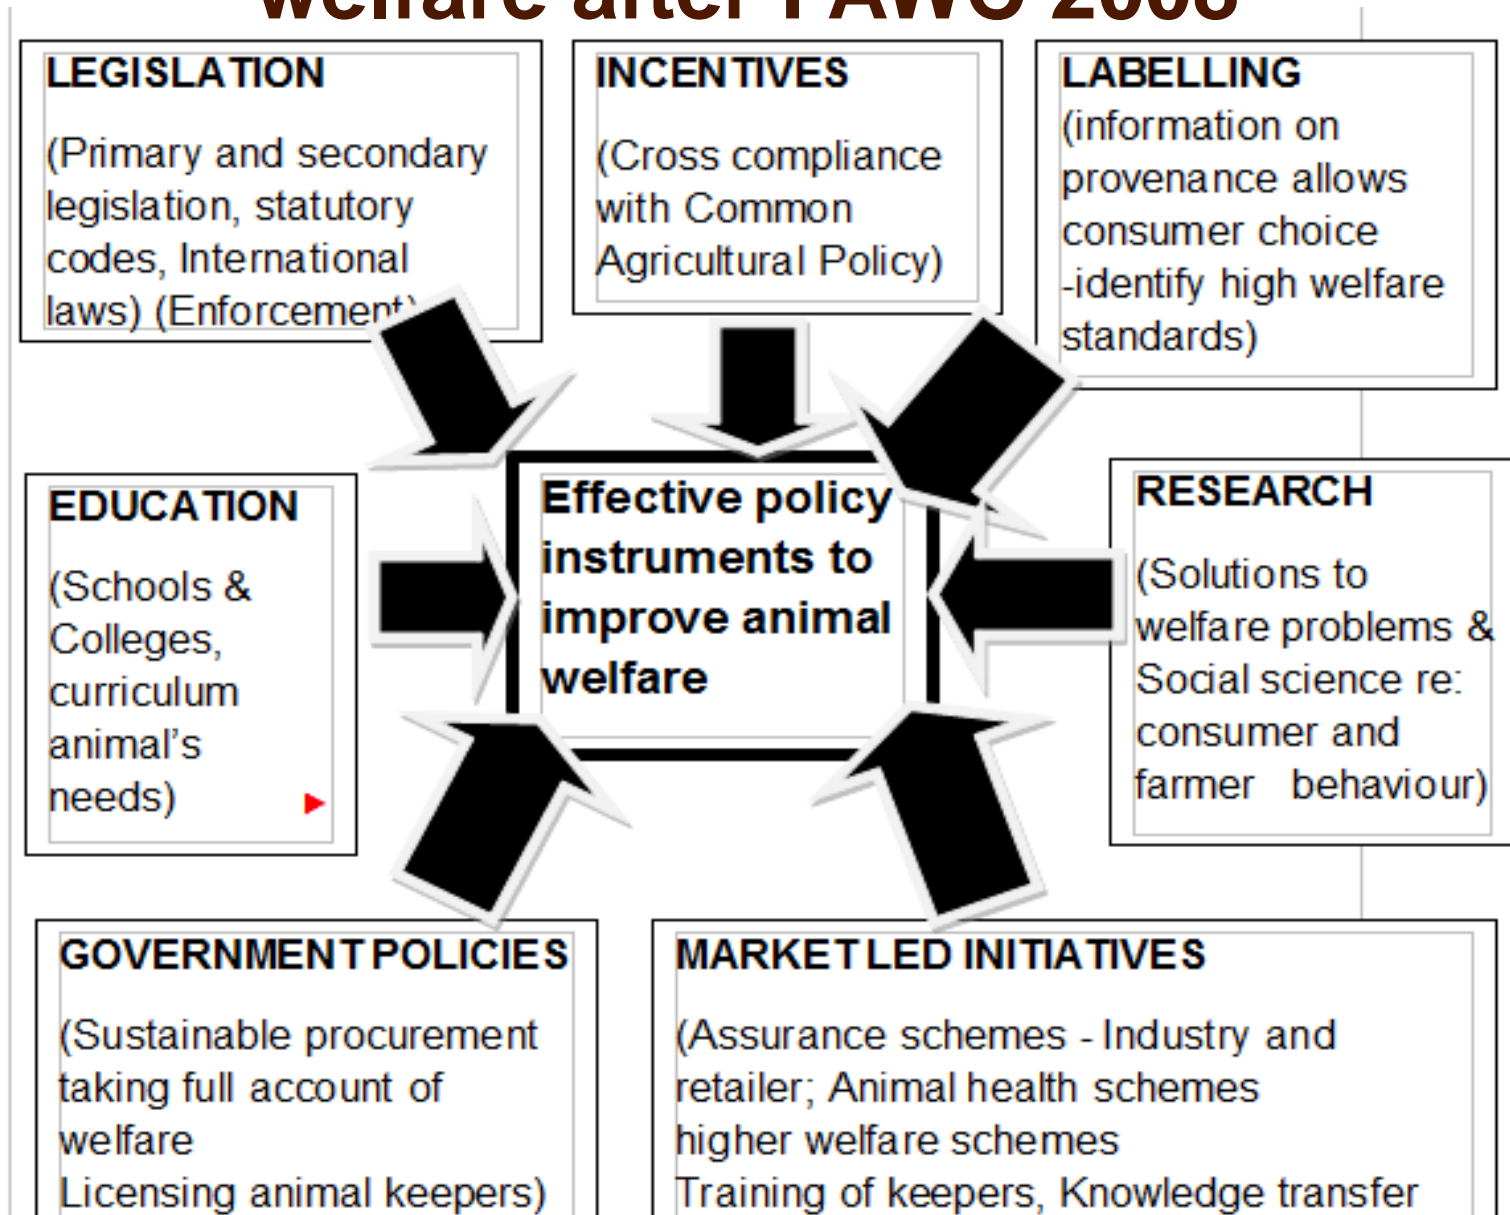 welfare after FAWC 2008
LEGISLATION
(Primary and secondary
legislation, statutory
codes, International
laws) (Enforcement)
INCENTIVES
(Cross compliance
with Common
Agricultural Policy)
LABELLING
(information on
provenance allows
consumer choice
-identify high welfare
standards)
EDUCATION
(Schools &
Colleges,
curriculum
animal’s
needs)
Effective policy
instruments to
improve animal
welfare
RESEARCH
(Solutions to
welfare problems &
Social science re:
consumer and
farmer behaviour)
GOVERNMENT POLICIES
(Sustainable procurement
taking full account of
welfare
Licensing animal keepers)
MARKET LED INITIATIVES
(Assurance schemes - Industry and
retailer; Animal health schemes
higher welfare schemes
Training of keepers, Knowledge transfer